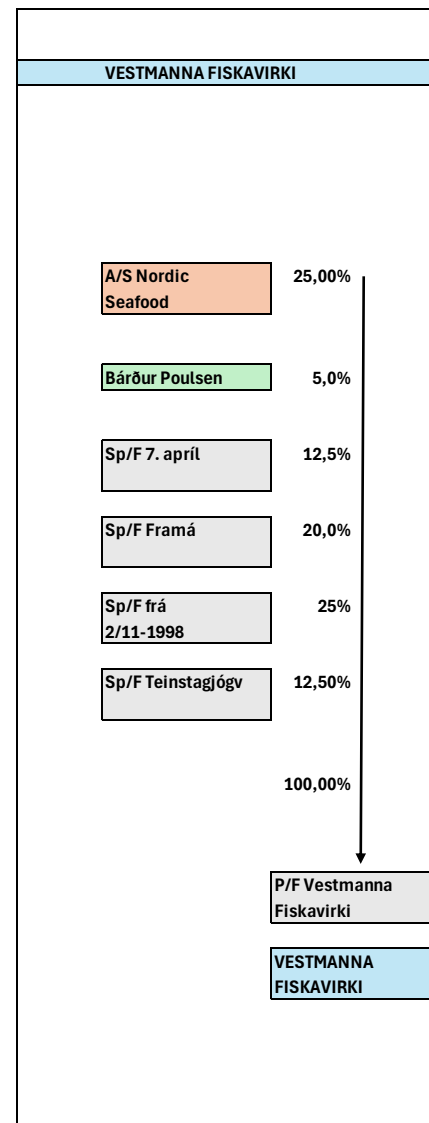 VESTMANNA FISKAVIRKI
A/S Nordic 25,00%
Seafood
Bárður Poulsen 5,0%
Sp/F 7. apríl 12,5%
Sp/F Framá 20,0%
Sp/F frá 25%
2/11-1998
Sp/F Teinstagjógv 12,50%
100,00%
P/F Vestmanna
Fiskavirki
VESTMANNA
FISKAVIRKI